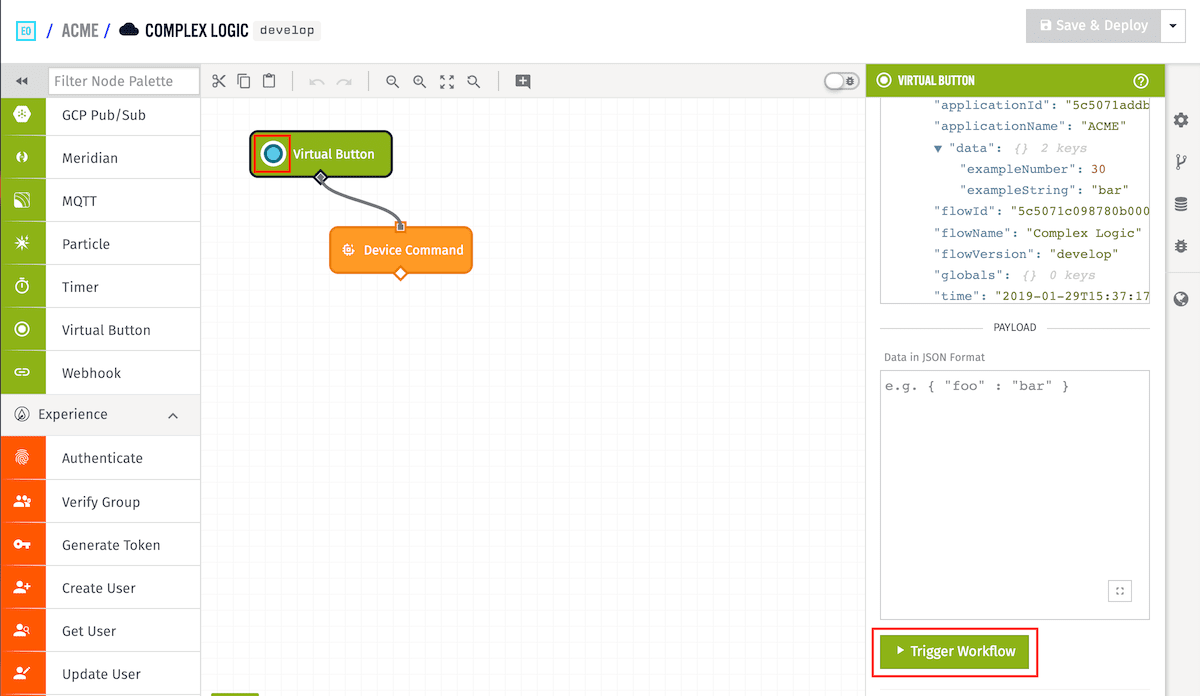 EO / ACME / COMPLEX LOGIC develop
Save & Deploy
Filter Node Palette
GCP Pub/Sub
Meridian
MQTT
Particle
Timer
Virtual Button
Webhook
Experience
Authenticate
Verify Group
Generate Token
Create User
Get User
Update User
Virtual Button
Device Command
VIRTUAL BUTTON
"applicationId": "5c5071addb
"applicationName": "ACME"
"data": {} 2 keys
"exampleNumber": 30
"exampleString": "bar"
"flowId": "5c5071c098780b000
"flowName": "Complex Logic"
"flowVersion": "develop"
"globals": {} 0 keys
"time": "2019-01-29T15:37:17
PAYLOAD
Data in JSON Format
e.g. { "foo" : "bar" }
Trigger Workflow